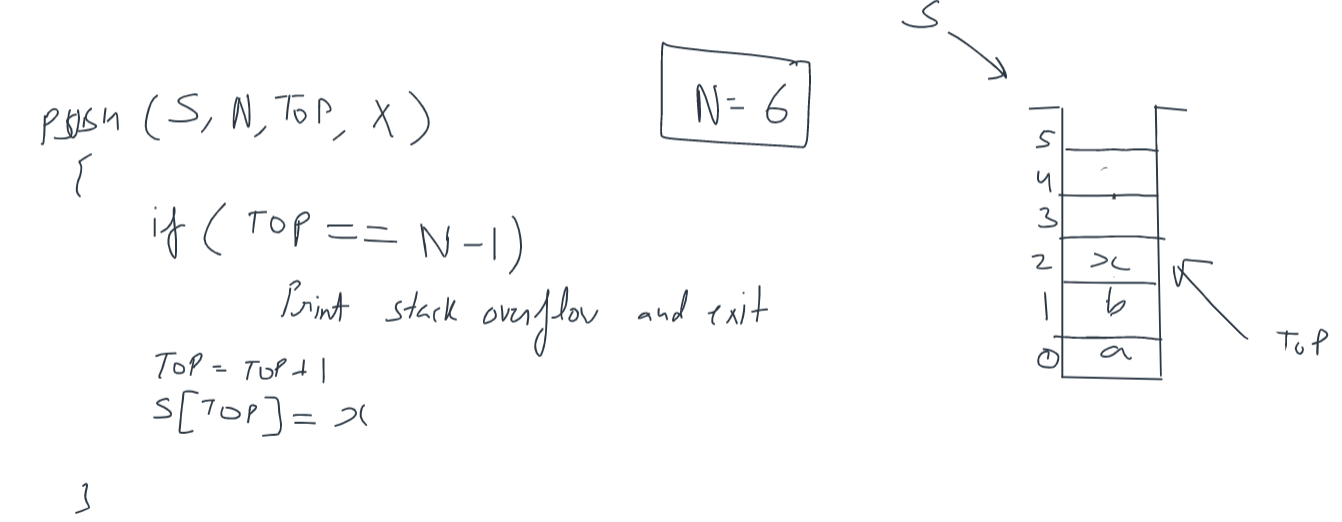 S
N = 6
push (S, N, TOP, X)
{
if ( TOP == N-1)
Print stack overflow and exit
TOP = TOP + 1
S[TOP] = x
}
5
4
3
2 x
1 b
0 a
TOP